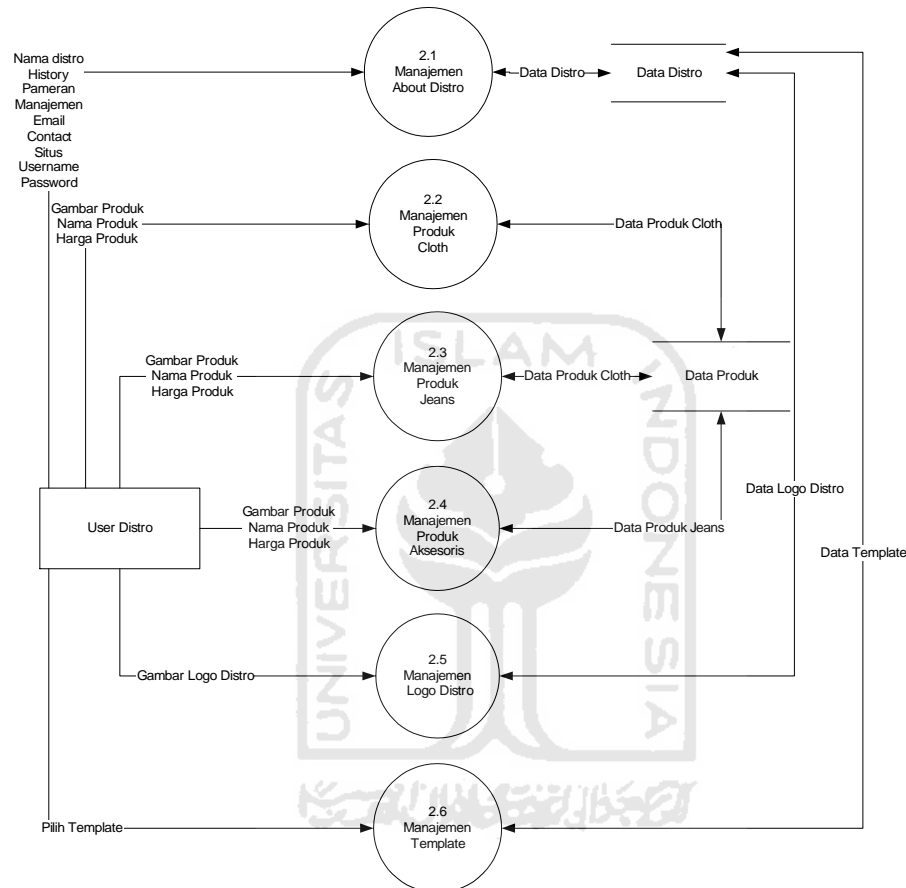 Nama distro
History
Pameran
Manajemen
Email
Contact
Situs
Username
Password
2.1
Manajemen
About Distro
Data Distro
Data Distro
Gambar Produk
Nama Produk
Harga Produk
2.2
Manajemen
Produk
Cloth
Data Produk Cloth
Gambar Produk
Nama Produk
Harga Produk
2.3
Manajemen
Produk
Jeans
Data Produk Cloth
Data Produk
User Distro
Gambar Produk
Nama Produk
Harga Produk
2.4
Manajemen
Produk
Aksesoris
Data Produk Jeans
Data Logo Distro
Data Template
Gambar Logo Distro
2.5
Manajemen
Logo Distro
Pilih Template
2.6
Manajemen
Template
UNIVERSITAS
ISLAM
INDONESIA